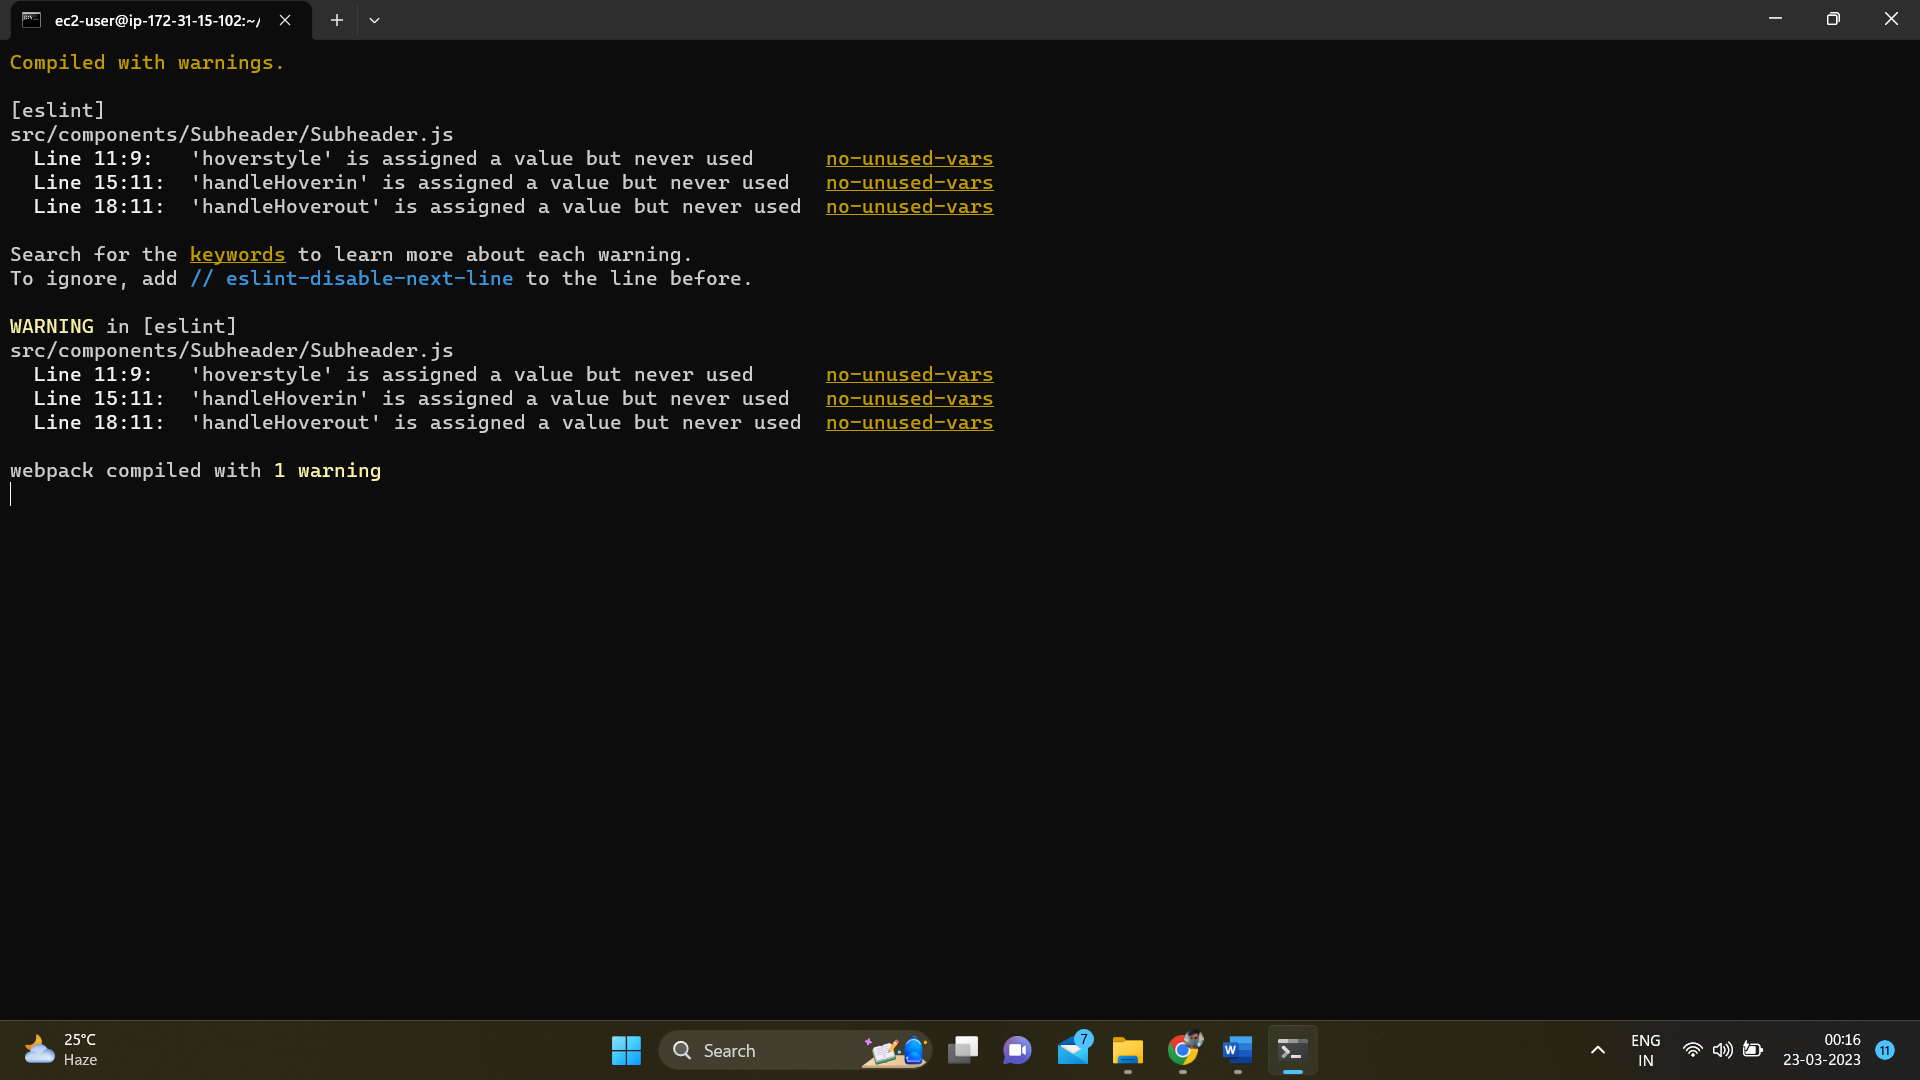 ec2-user@ip-172-31-15-102:~/
Compiled with warnings.
[eslint]
src/components/Subheader/Subheader.js
Line 11:9: 'hoverstyle' is assigned a value but never used no-unused-vars
Line 15:11: 'handleHoverin' is assigned a value but never used no-unused-vars
Line 18:11: 'handleHoverout' is assigned a value but never used no-unused-vars
Search for the keywords to learn more about each warning.
To ignore, add // eslint-disable-next-line to the line before.
WARNING in [eslint]
src/components/Subheader/Subheader.js
Line 11:9: 'hoverstyle' is assigned a value but never used no-unused-vars
Line 15:11: 'handleHoverin' is assigned a value but never used no-unused-vars
Line 18:11: 'handleHoverout' is assigned a value but never used no-unused-vars
webpack compiled with 1 warning
25°C
Haze
Search
7
W
ENG
IN
00:16
23-03-2023
11